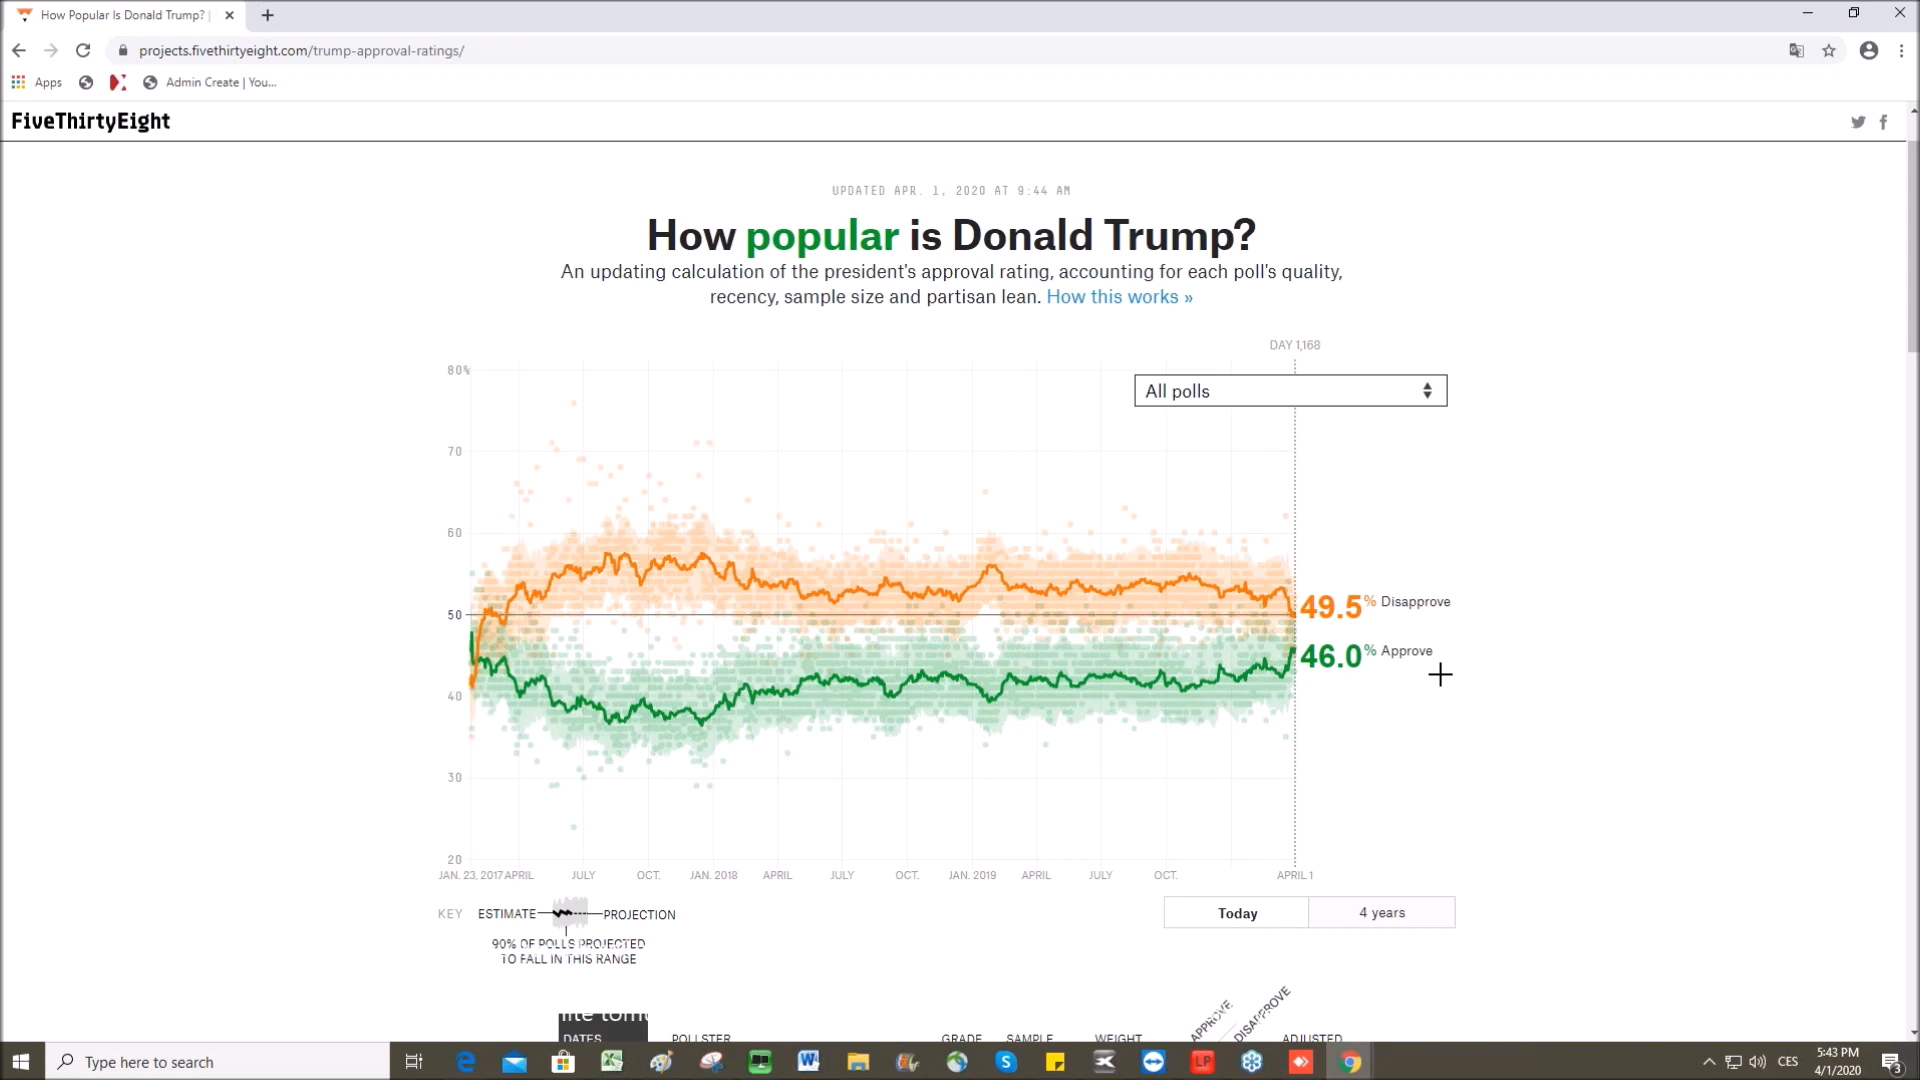 How Popular Is Donald Trump? |
projects.fivethirtyeight.com/trump-approval-ratings/
Apps
Admin Create | You...
FiveThirtyEight
UPDATED APR. 1, 2020 AT 9:44 AM
How popular is Donald Trump?
An updating calculation of the president's approval rating, accounting for each poll's quality,
recency, sample size and partisan lean. How this works »
DAY 1,168
All polls
80%
70
60
50
40
30
20
49.5% Disapprove
46.0% Approve
JAN. 23, 2017 APRIL JULY OCT. JAN. 2018 APRIL JULY OCT. JAN. 2019 APRIL JULY OCT. APRIL 1
KEY ESTIMATE PROJECTION
90% OF POLLS PROJECTED
TO FALL IN THIS RANGE
Today 4 years
DATES POLLSTER GRADE SAMPLE WEIGHT APPROVE DISAPPROVE ADJUSTED
Type here to search
LP
CES
5:43 PM
4/1/2020
3